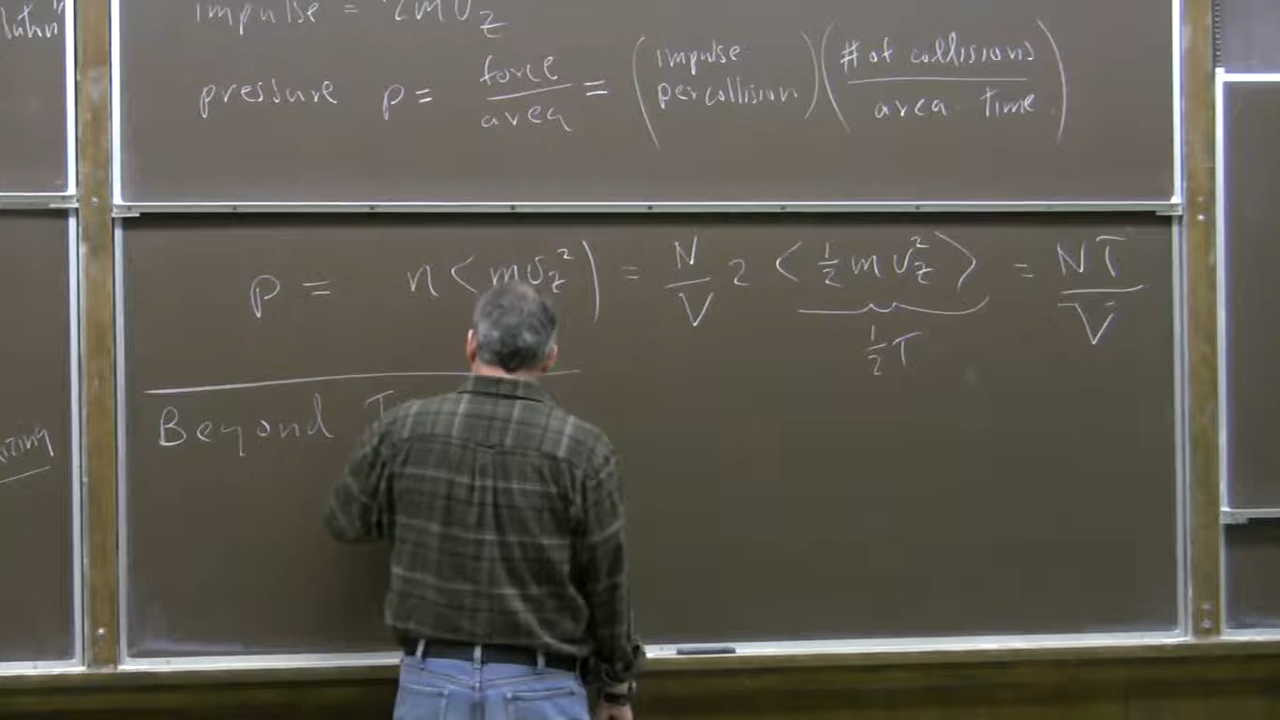 impulse = 2mv_z
pressure p = force/area = (impulse per collision) (# of collisions / area · time)
p = n⟨mv_z²⟩ = N/V 2 ⟨½mv_z²⟩ = NT/V
½T
Beyond